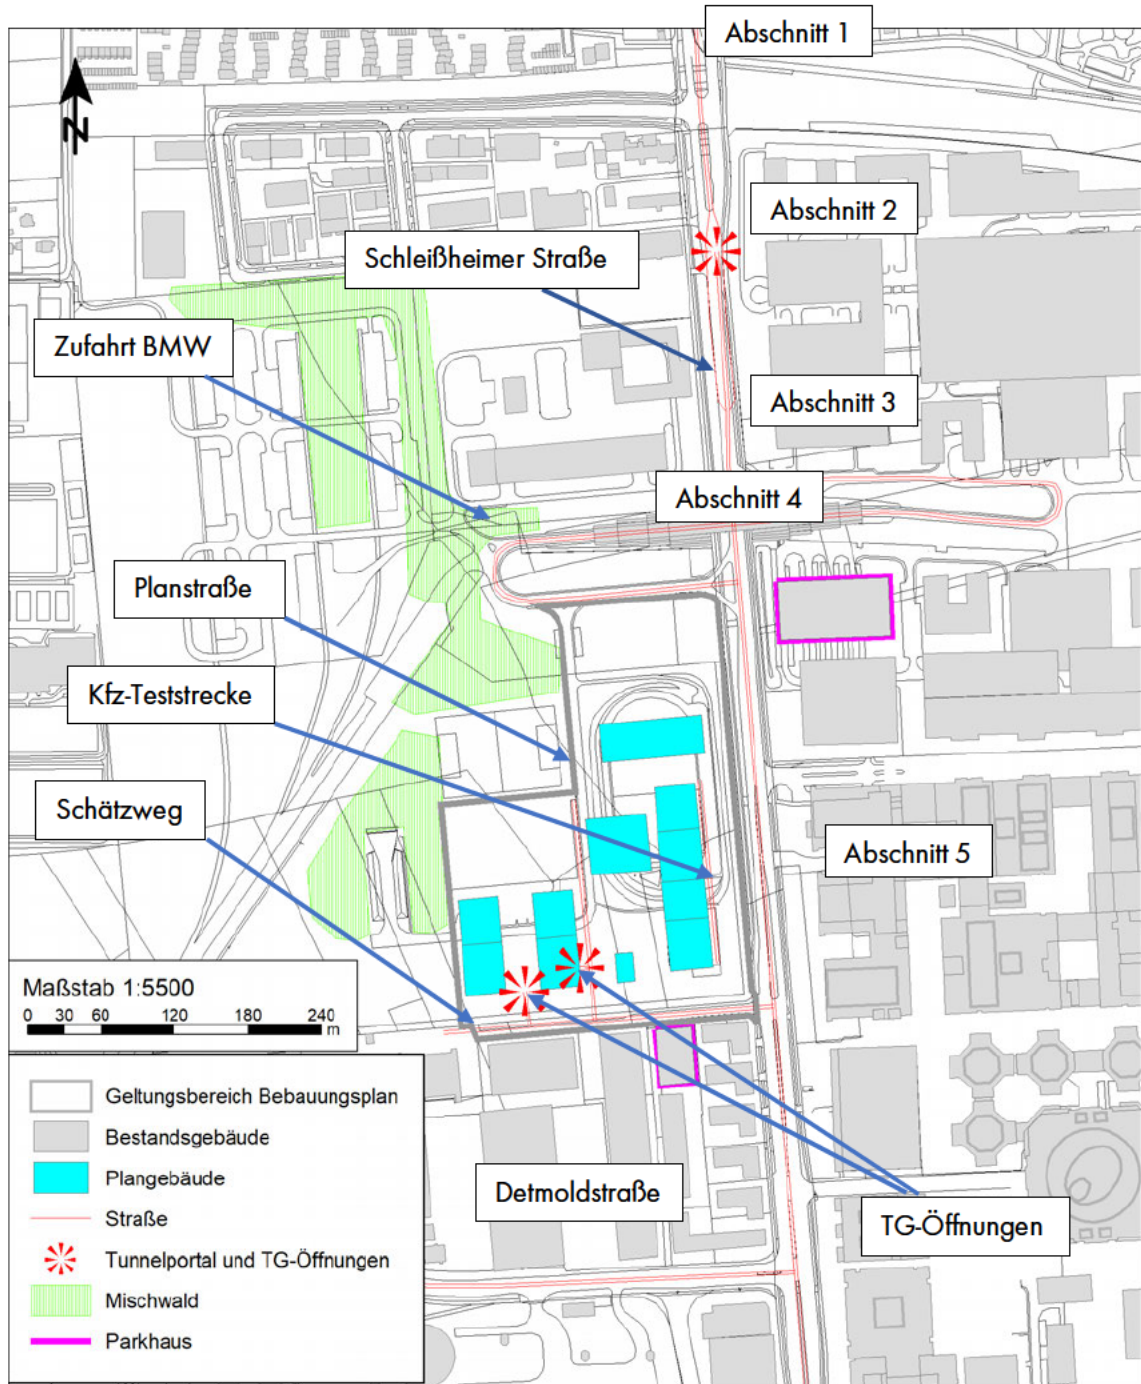 Abschnitt 1
N
Abschnitt 2
Schleißheimer Straße
Zufahrt BMW
Abschnitt 3
Abschnitt 4
Planstraße
Kfz-Teststrecke
Schätzweg
Abschnitt 5
Maßstab 1:5500
0 30 60 120 180 240 m
Geltungsbereich Bebauungsplan
Bestandsgebäude
Plangebäude
Straße
Tunnelportal und TG-Öffnungen
Mischwald
Parkhaus
Detmoldstraße
TG-Öffnungen